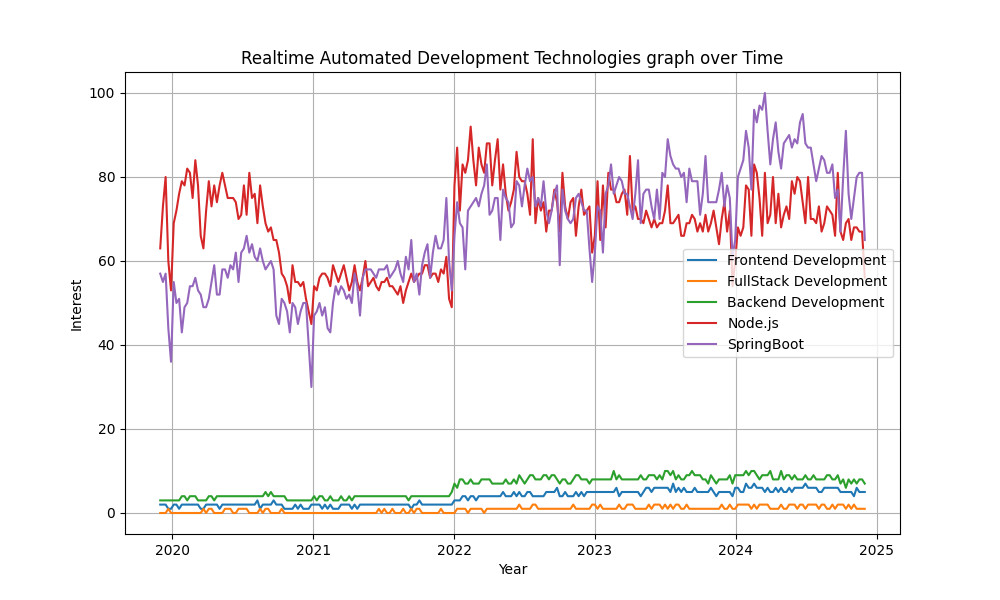 Realtime Automated Development Technologies graph over Time
100
80
60
40
20
0
Interest
Frontend Development
FullStack Development
Backend Development
Node.js
SpringBoot
2020 2021 2022 2023 2024 2025
Year